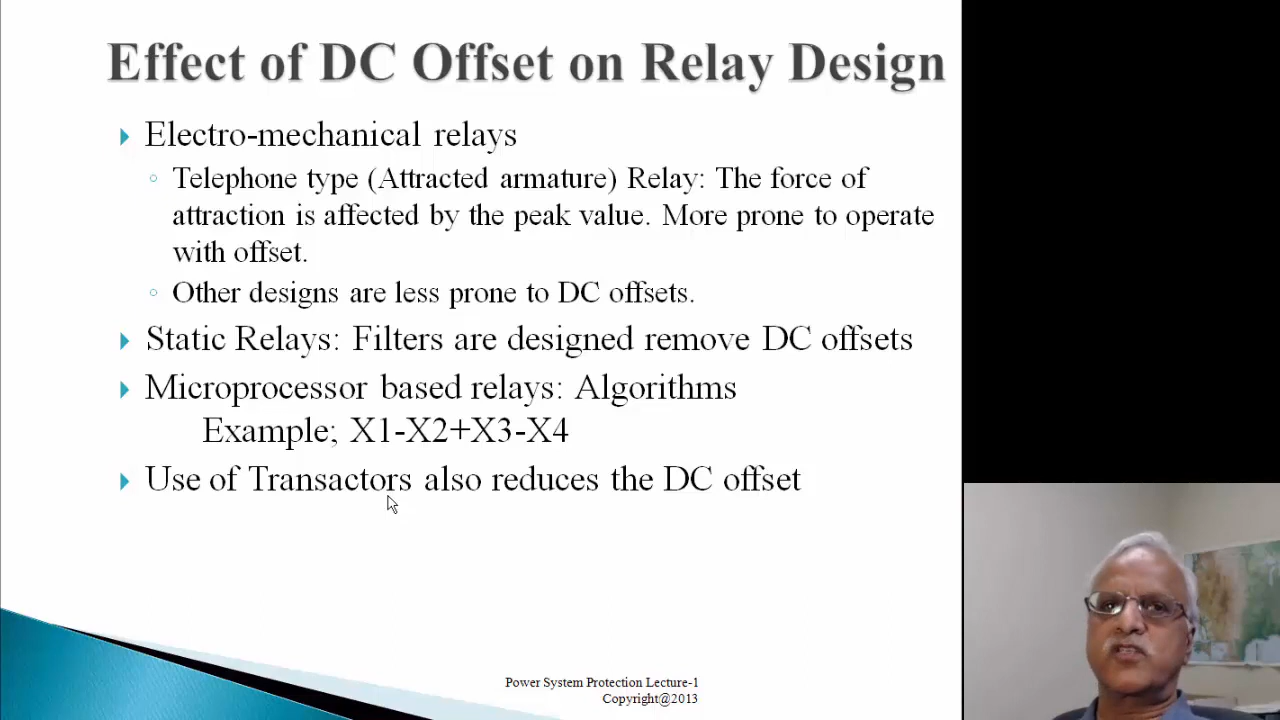 Effect of DC Offset on Relay Design
Electro-mechanical relays
Telephone type (Attracted armature) Relay: The force of
attraction is affected by the peak value. More prone to operate
with offset.
Other designs are less prone to DC offsets.
Static Relays: Filters are designed remove DC offsets
Microprocessor based relays: Algorithms
Example; X1-X2+X3-X4
Use of Transactors also reduces the DC offset
Power System Protection Lecture-1
Copyright@2013